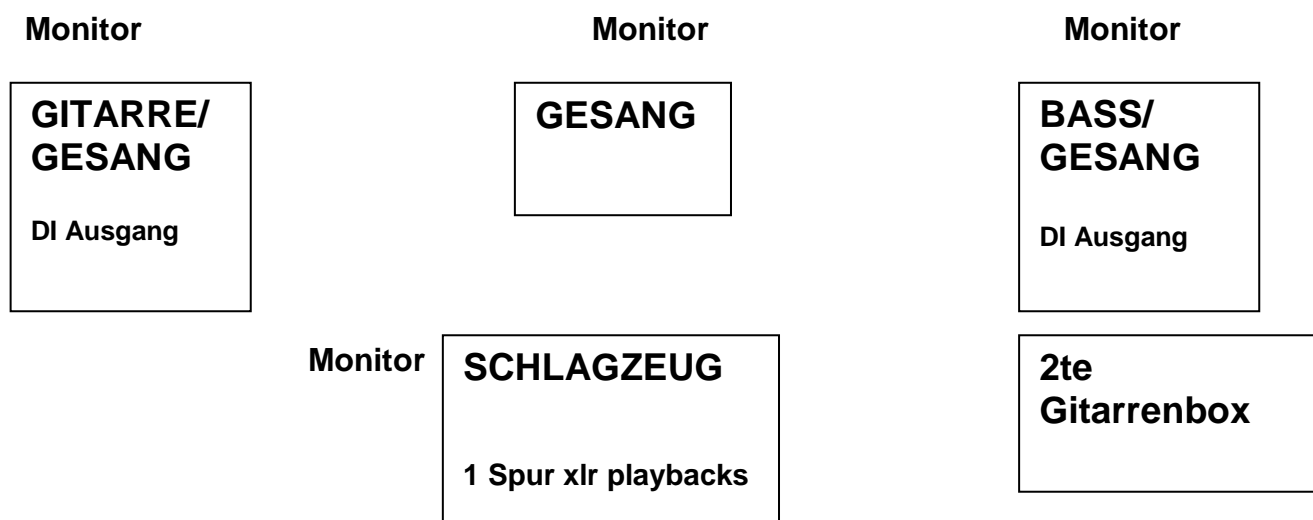 Monitor
Monitor
Monitor
GITARRE/
GESANG
DI Ausgang
GESANG
BASS/
GESANG
DI Ausgang
Monitor
SCHLAGZEUG
1 Spur xlr playbacks
2te
Gitarrenbox